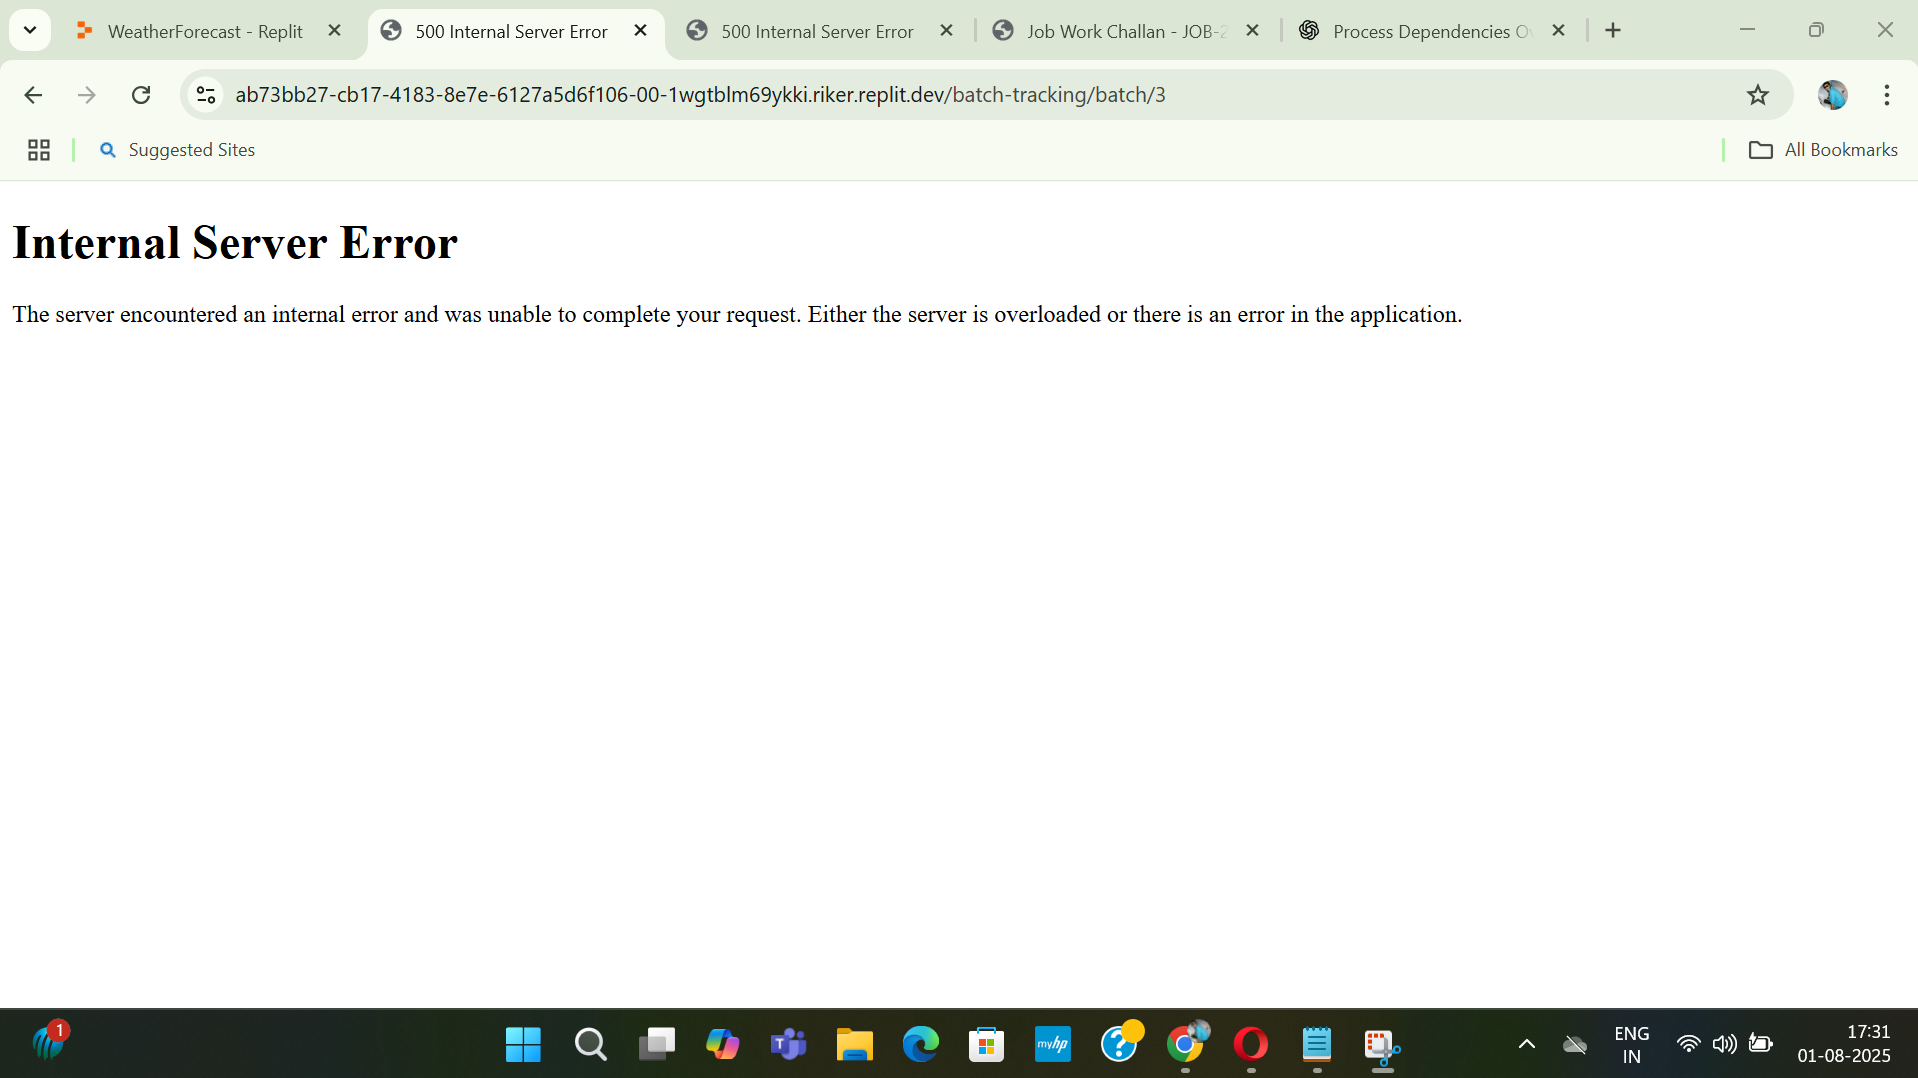 WeatherForecast - Replit
500 Internal Server Error
500 Internal Server Error
Job Work Challan - JOB-2
Process Dependencies Ov
ab73bb27-cb17-4183-8e7e-6127a5d6f106-00-1wgtblm69ykki.riker.replit.dev/batch-tracking/batch/3
Suggested Sites
All Bookmarks
Internal Server Error
The server encountered an internal error and was unable to complete your request. Either the server is overloaded or there is an error in the application.
1
T
myhp
?
ENG
IN
17:31
01-08-2025